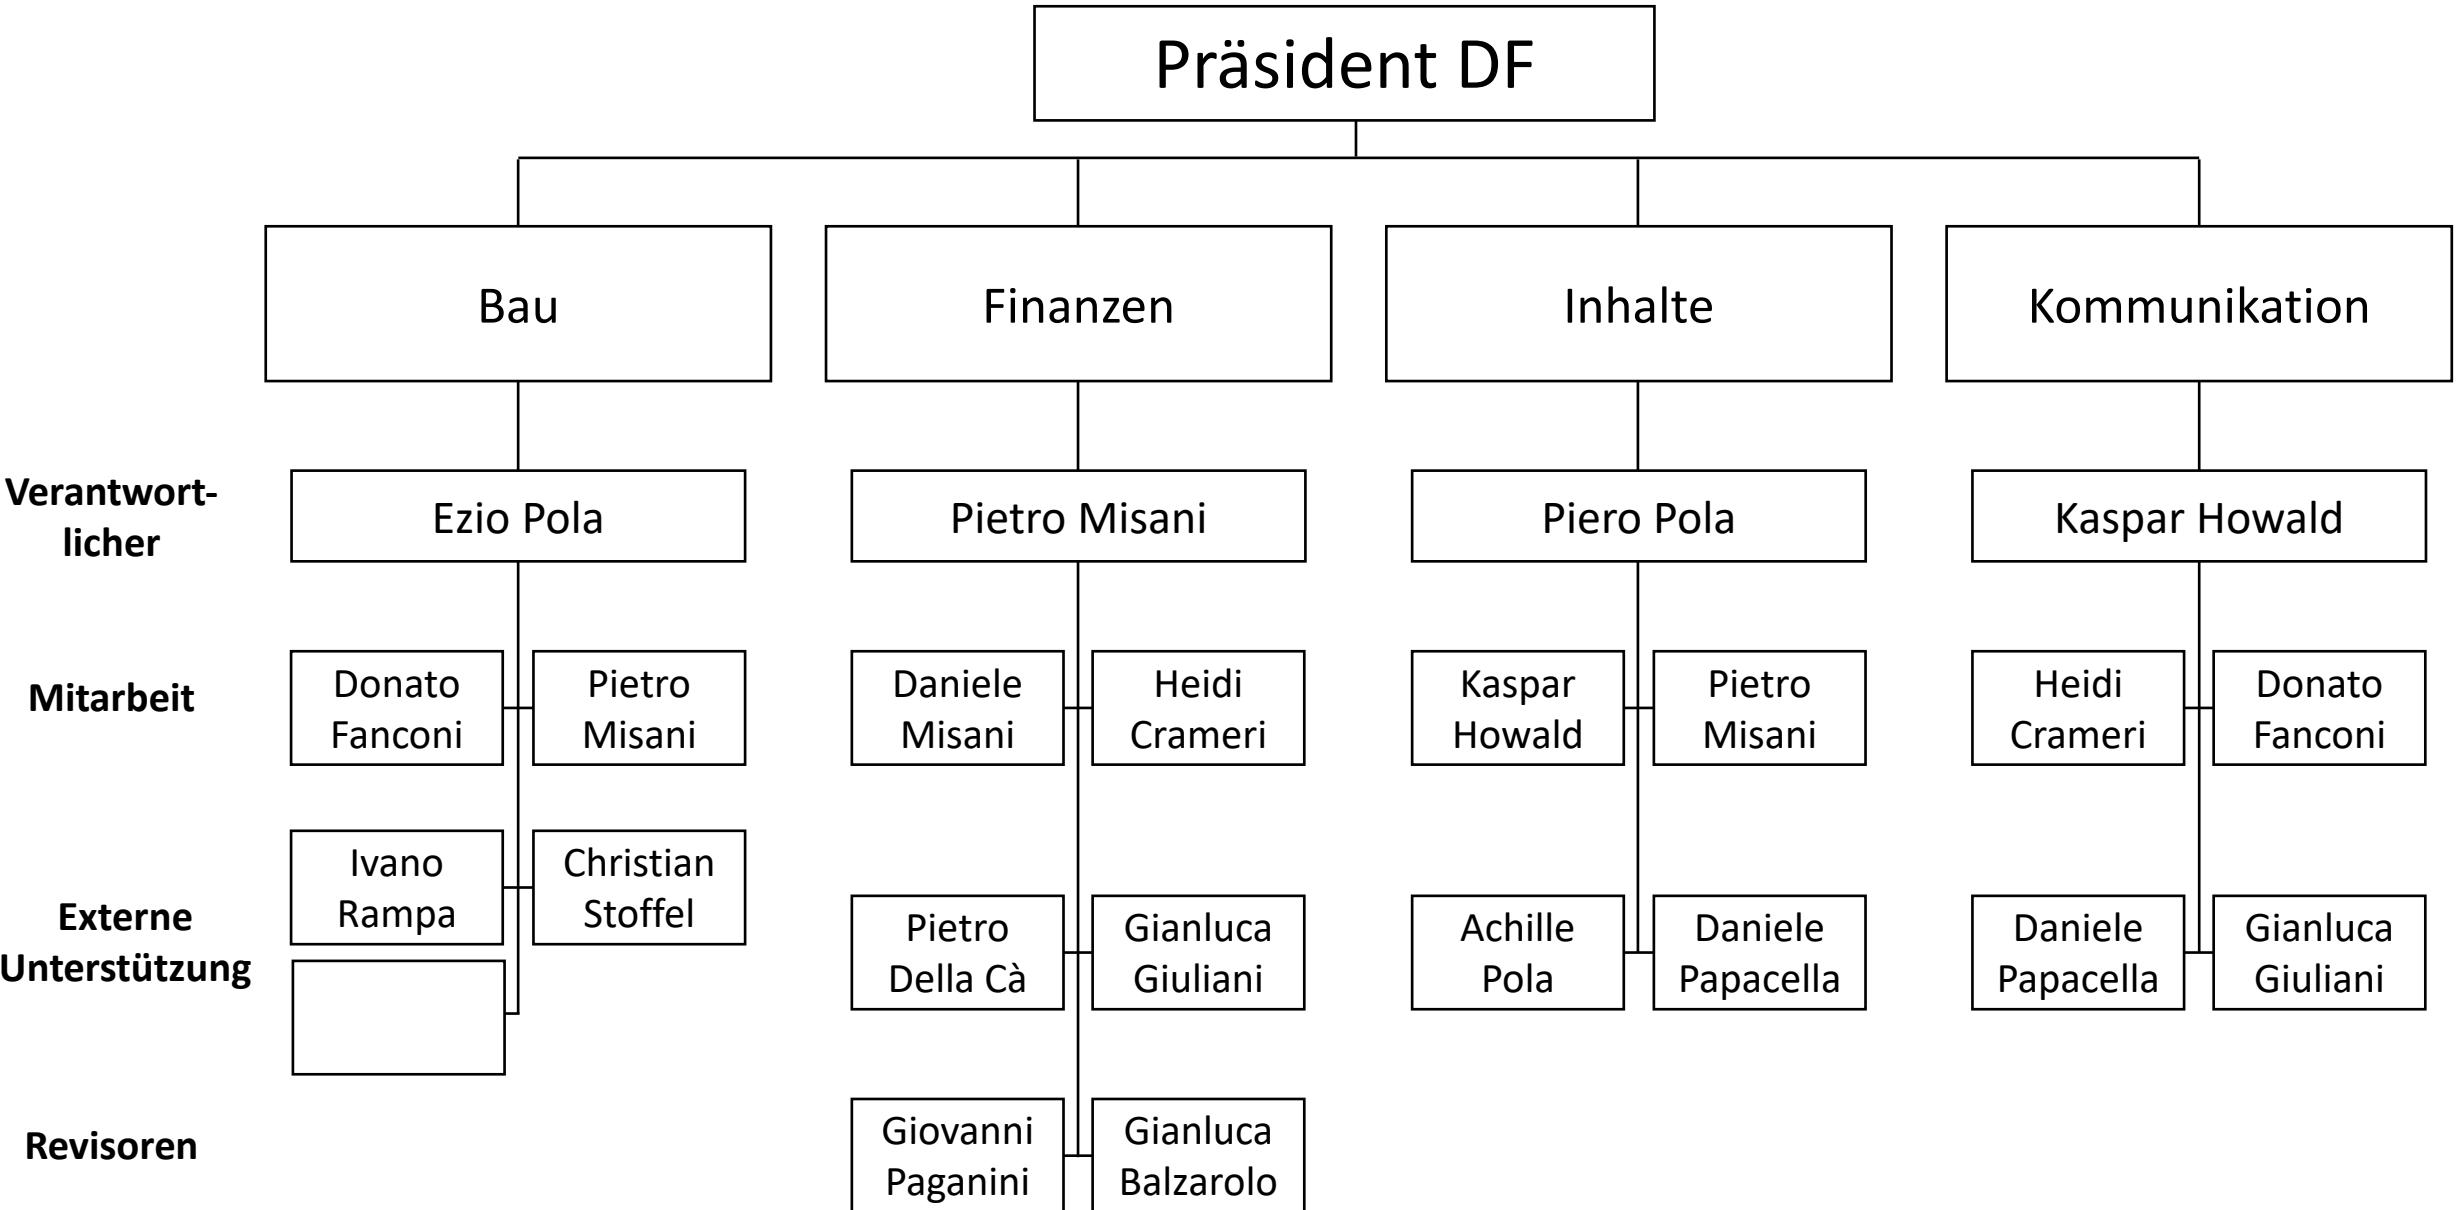 Präsident DF
Bau
Finanzen
Inhalte
Kommunikation
Verantwort-
licher
Ezio Pola
Pietro Misani
Piero Pola
Kaspar Howald
Mitarbeit
Donato
Fanconi
Pietro
Misani
Daniele
Misani
Heidi
Crameri
Kaspar
Howald
Pietro
Misani
Heidi
Crameri
Donato
Fanconi
Externe
Unterstützung
Ivano
Rampa
Christian
Stoffel
Pietro
Della Cà
Gianluca
Giuliani
Achille
Pola
Daniele
Papacella
Daniele
Papacella
Gianluca
Giuliani
Revisoren
Giovanni
Paganini
Gianluca
Balzarolo